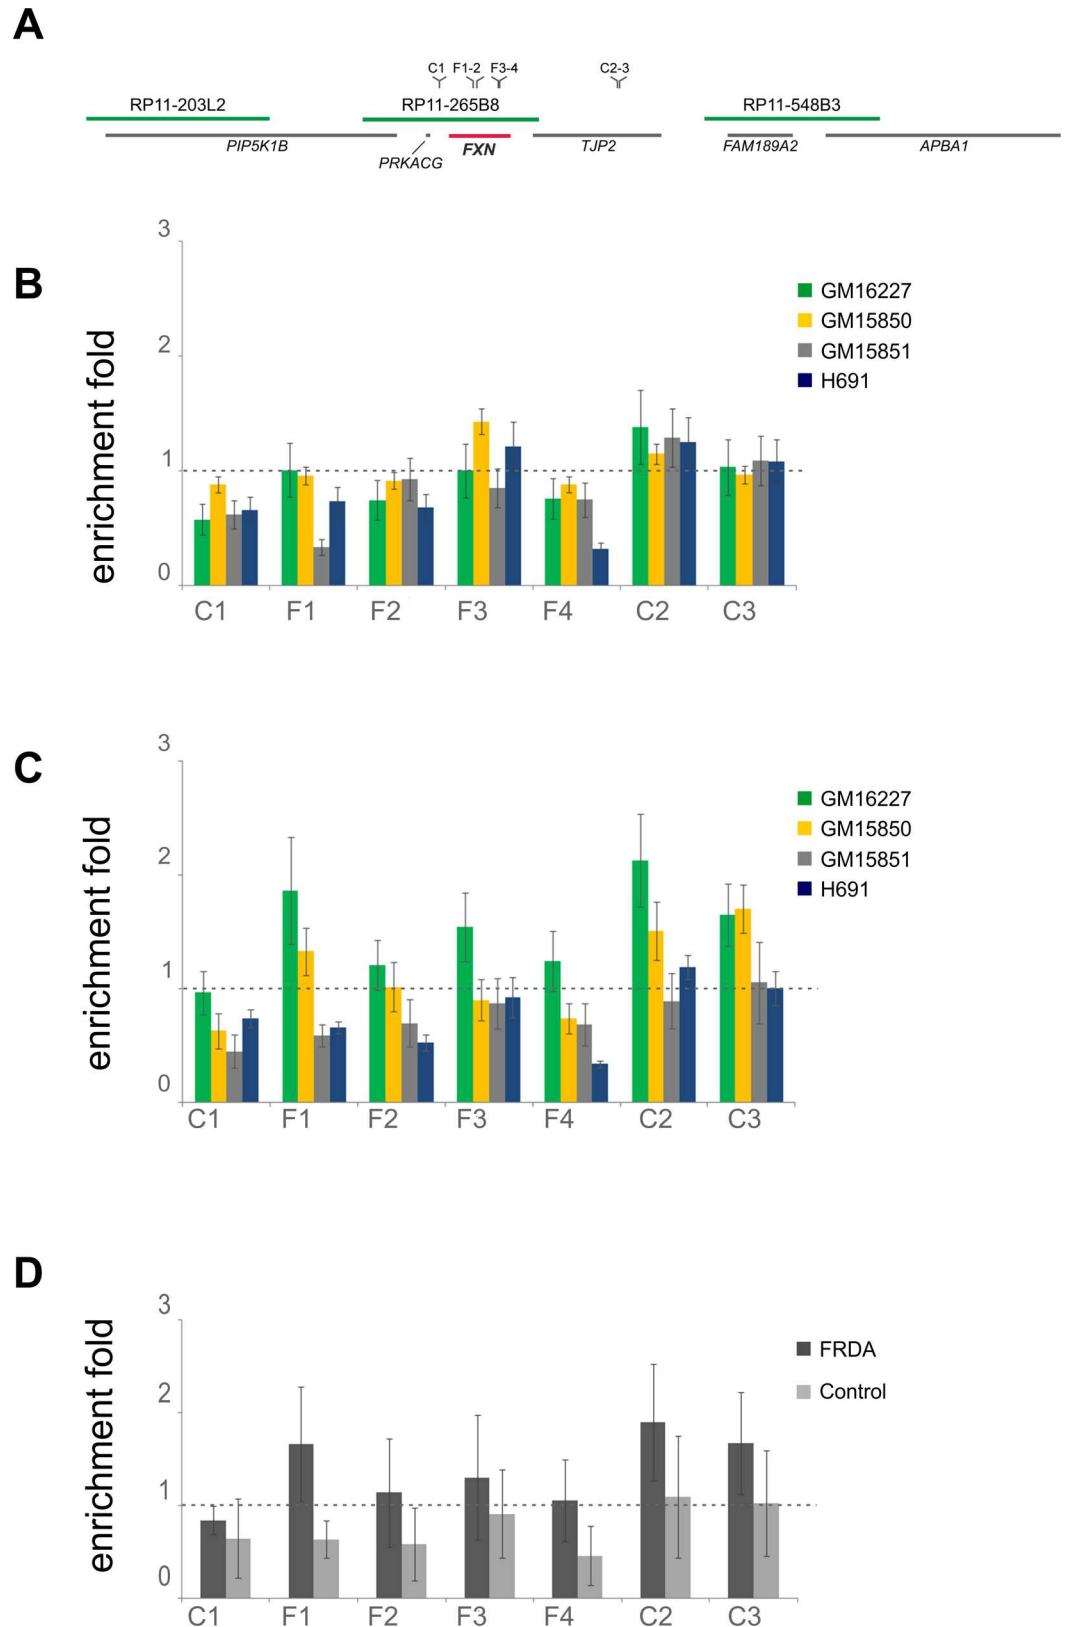 A
C1 F1-2 F3-4 C2-3
RP11-203L2 RP11-265B8 RP11-548B3
PIP5K1B PRKACG FXN TJP2 FAM189A2 APBA1
B
enrichment fold
3
2
1
0
C1 F1 F2 F3 F4 C2 C3
GM16227
GM15850
GM15851
H691
C
enrichment fold
3
2
1
0
C1 F1 F2 F3 F4 C2 C3
GM16227
GM15850
GM15851
H691
D
enrichment fold
3
2
1
0
C1 F1 F2 F3 F4 C2 C3
FRDA
Control